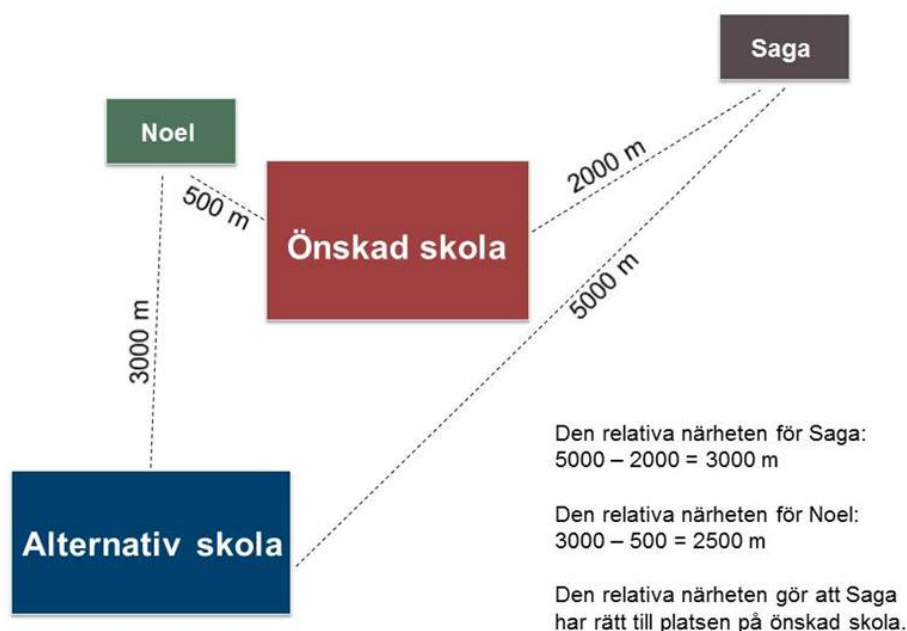 Saga
Noel
2000 m
500 m
Önskad skola
5000 m
3000 m
Den relativa närheten för Saga:
5000 – 2000 = 3000 m
Den relativa närheten för Noel:
3000 – 500 = 2500 m
Alternativ skola
Den relativa närheten gör att Saga
har rätt till platsen på önskad skola.